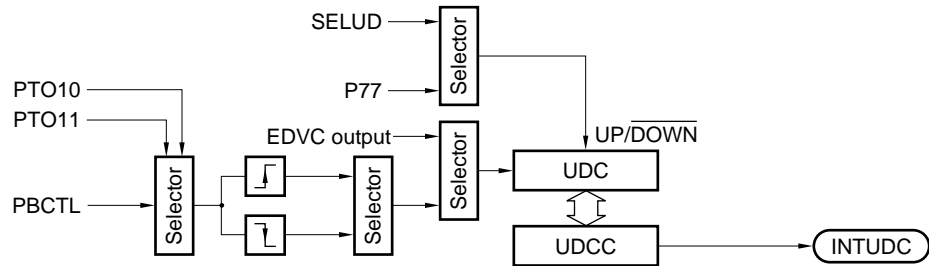 SELUD
Selector
P77
PTO10
PTO11
EDVC output
UP/DOWN
Selector
UDC
Selector
Selector
PBCTL
UDCC
INTUDC